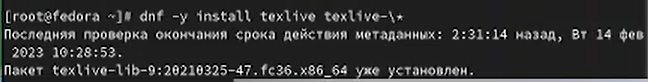 [root@fedora ~]# dnf -y install texlive texlive-\*
Последняя проверка окончания срока действия метаданных: 2:31:14 назад, Вт 14 фев
2023 10:28:53.
Пакет texlive-lib-9:20210325-47.fc36.x86_64 уже установлен.